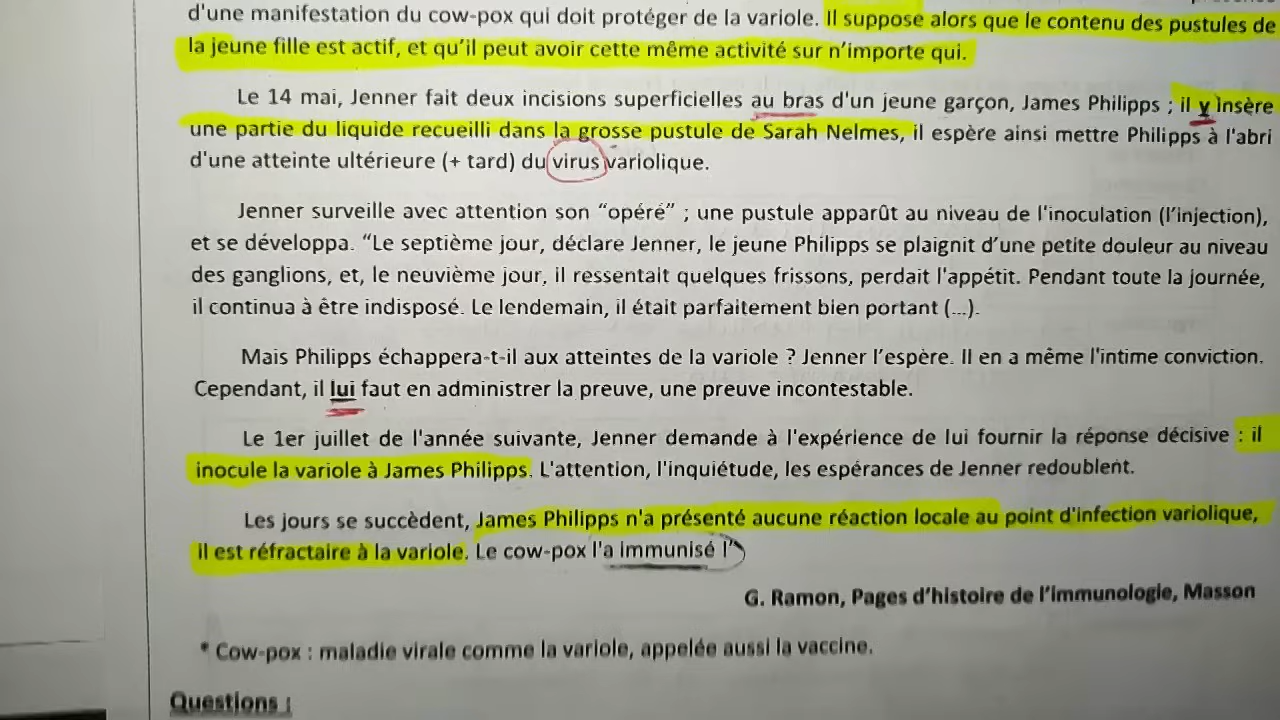 d'une manifestation du cow-pox qui doit protéger de la variole. Il suppose alors que le contenu des pustules de
la jeune fille est actif, et qu'il peut avoir cette même activité sur n'importe qui.
Le 14 mai, Jenner fait deux incisions superficielles au bras d'un jeune garçon, James Philipps ; il y insère
une partie du liquide recueilli dans la grosse pustule de Sarah Nelmes, il espère ainsi mettre Philipps à l'abri
d'une atteinte ultérieure (+ tard) du virus variolique.
Jenner surveille avec attention son “opéré” ; une pustule apparût au niveau de l'inoculation (l’injection),
et se développa. “Le septième jour, déclare Jenner, le jeune Philipps se plaignit d’une petite douleur au niveau
des ganglions, et, le neuvième jour, il ressentait quelques frissons, perdait l'appétit. Pendant toute la journée,
il continua à être indisposé. Le lendemain, il était parfaitement bien portant (...).
Mais Philipps échappera-t-il aux atteintes de la variole ? Jenner l’espère. Il en a même l'intime conviction.
Cependant, il lui faut en administrer la preuve, une preuve incontestable.
Le 1er juillet de l'année suivante, Jenner demande à l'expérience de lui fournir la réponse décisive : il
inocule la variole à James Philipps. L'attention, l'inquiétude, les espérances de Jenner redoublent.
Les jours se succèdent, James Philipps n'a présenté aucune réaction locale au point d'infection variolique,
il est réfractaire à la variole. Le cow-pox l'a immunisé !”
G. Ramon, Pages d’histoire de l’immunologie, Masson
* Cow-pox : maladie virale comme la variole, appelée aussi la vaccine.
Questions :